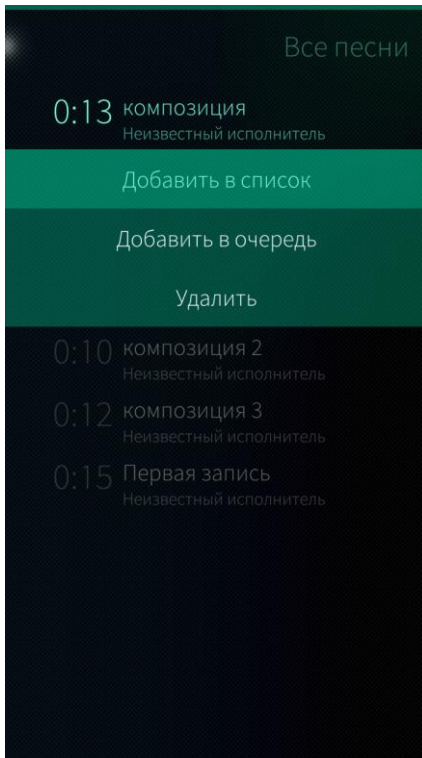 Все песни
0:13 композиция
Неизвестный исполнитель
Добавить в список
Добавить в очередь
Удалить
0:10 композиция 2
Неизвестный исполнитель
0:12 композиция 3
Неизвестный исполнитель
0:15 Первая запись
Неизвестный исполнитель